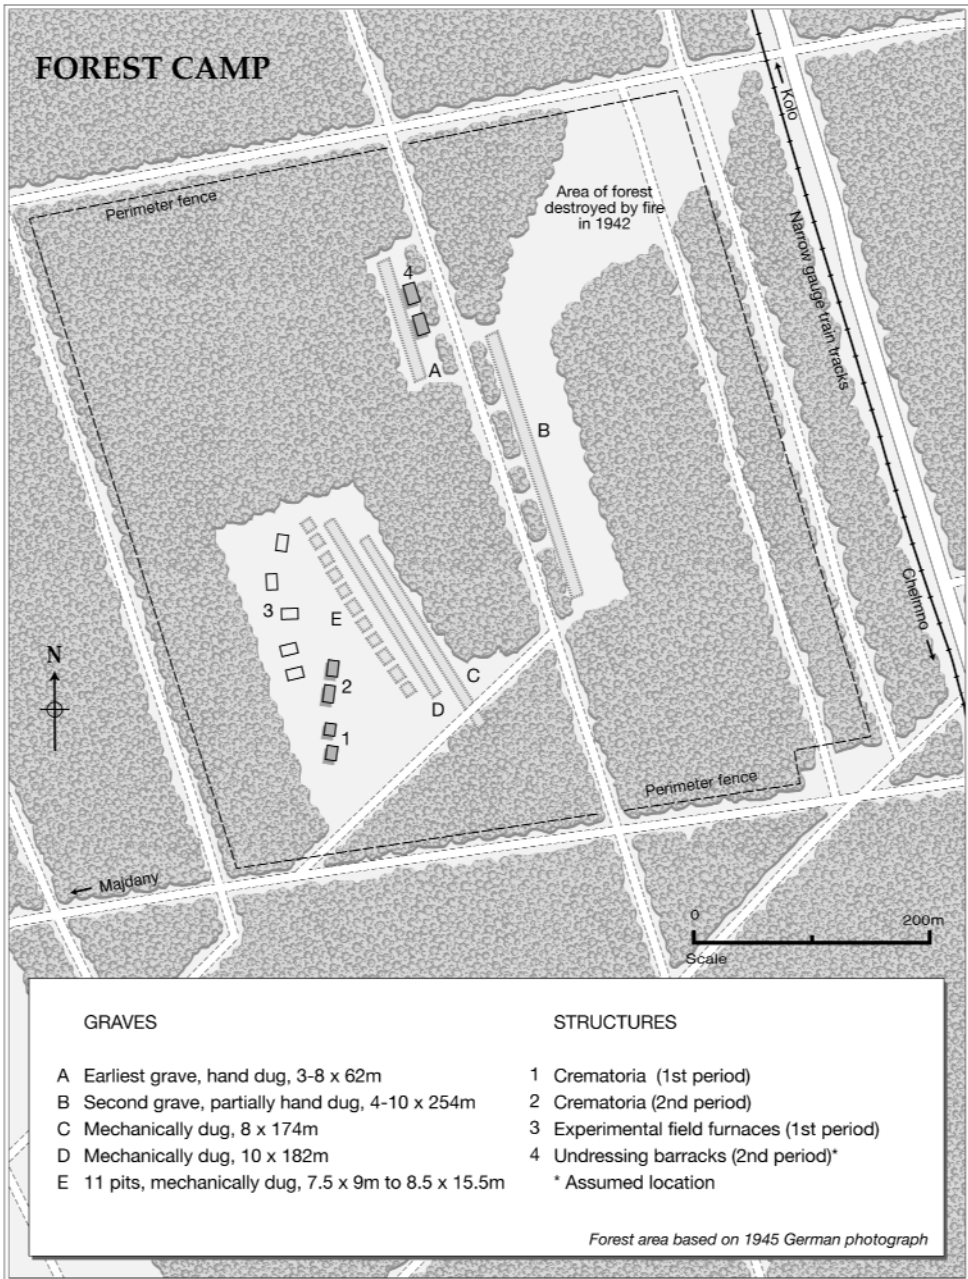 FOREST CAMP
Kolo
Perimeter fence
Area of forest
destroyed by fire
in 1942
Narrow gauge train tracks
4
A
B
3
E
Chelmno
N
2
C
D
1
Perimeter fence
Majdany
0 200m
Scale
GRAVES
A Earliest grave, hand dug, 3-8 x 62m
B Second grave, partially hand dug, 4-10 x 254m
C Mechanically dug, 8 x 174m
D Mechanically dug, 10 x 182m
E 11 pits, mechanically dug, 7.5 x 9m to 8.5 x 15.5m
STRUCTURES
1 Crematoria (1st period)
2 Crematoria (2nd period)
3 Experimental field furnaces (1st period)
4 Undressing barracks (2nd period)*
* Assumed location
Forest area based on 1945 German photograph